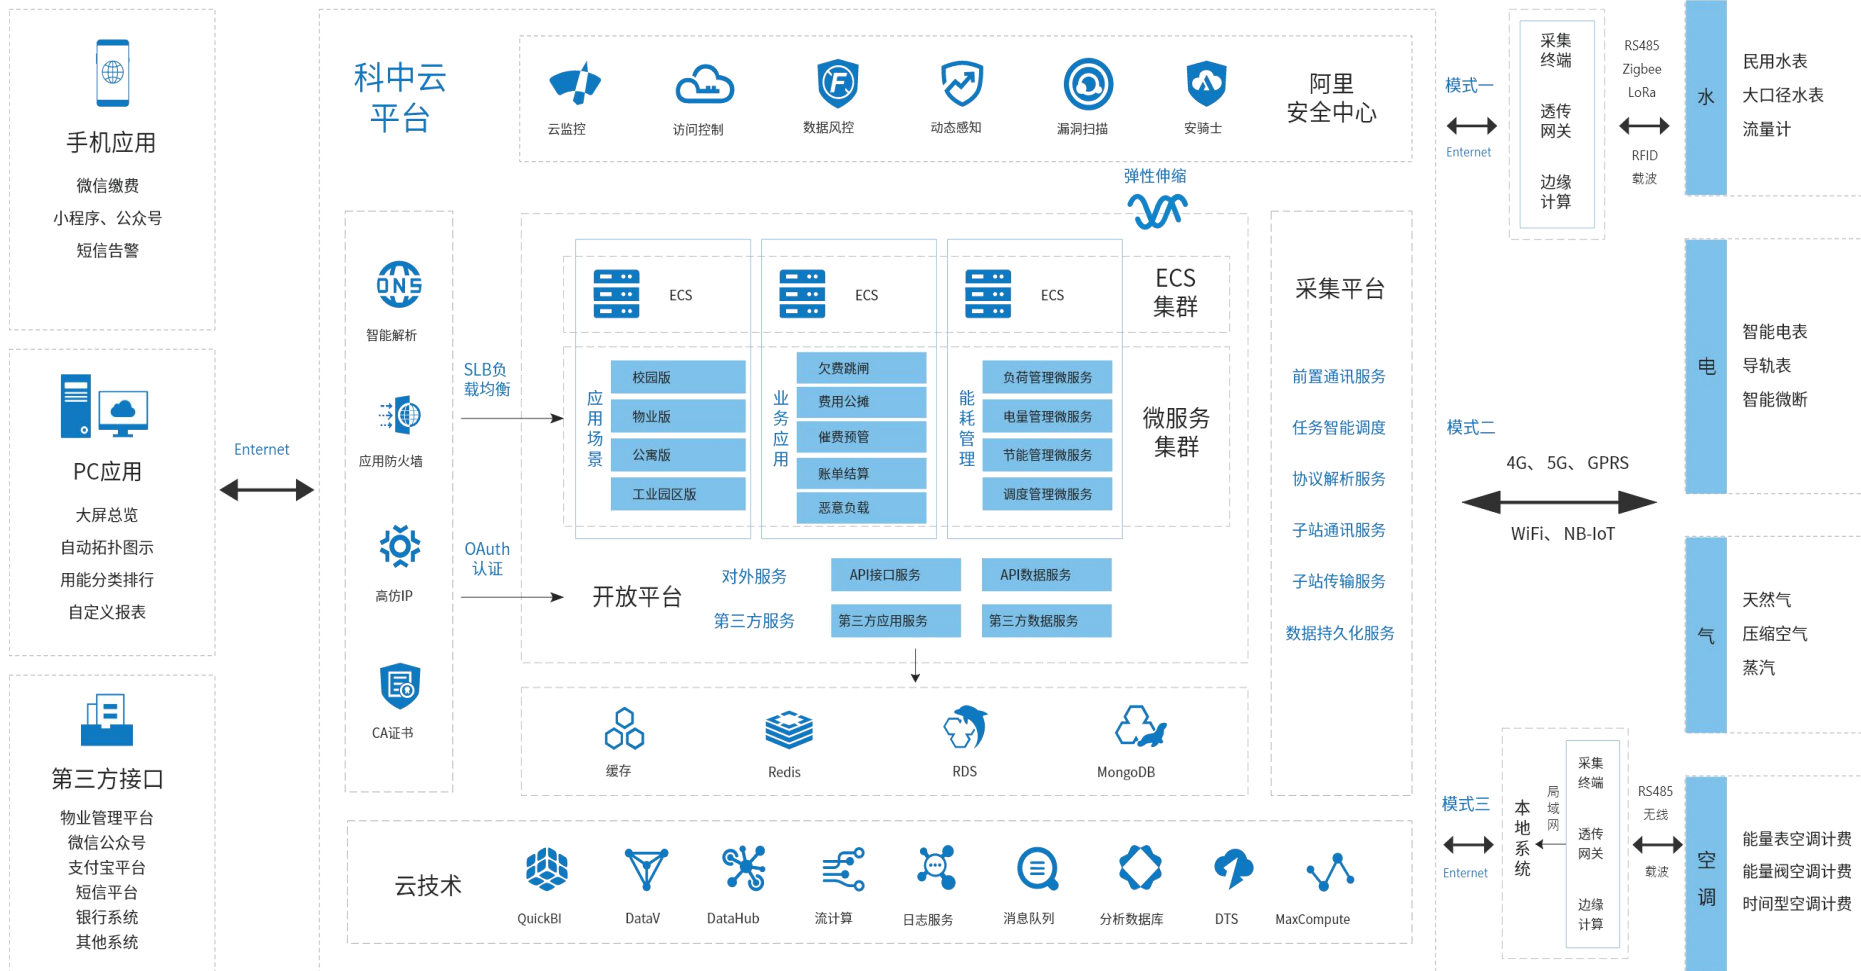 手机应用
微信缴费
小程序、公众号
短信告警
PC应用
大屏总览
自动拓扑图示
用能分类排行
自定义报表
第三方接口
物业管理平台
微信公众号
支付宝平台
短信平台
银行系统
其他系统
Enternet
科中云
平台
云监控
访问控制
数据风控
动态感知
漏洞扫描
安骑士
阿里
安全中心
弹性伸缩
DNS
智能解析
应用防火墙
高仿IP
CA证书
SLB负
载均衡
OAuth
认证
ECS
ECS
ECS
ECS
集群
应用场景
校园版
物业版
公寓版
工业园区版
业务应用
欠费跳闸
费用公摊
催费预管
账单结算
恶意负载
能耗管理
负荷管理微服务
电量管理微服务
节能管理微服务
调度管理微服务
微服务
集群
开放平台
对外服务
API接口服务
API数据服务
第三方服务
第三方应用服务
第三方数据服务
缓存
Redis
RDS
MongoDB
采集平台
前置通讯服务
任务智能调度
协议解析服务
子站通讯服务
子站传输服务
数据持久化服务
云技术
QuickBI
DataV
DataHub
流计算
日志服务
消息队列
分析数据库
DTS
MaxCompute
模式一
Enternet
采集
终端
透传
网关
边缘
计算
RS485
Zigbee
LoRa
RFID
载波
水
民用水表
大口径水表
流量计
模式二
4G、5G、GPRS
WiFi、NB-IoT
电
智能电表
导轨表
智能微断
气
天然气
压缩空气
蒸汽
模式三
Enternet
本地系统
局域网
采集
终端
透传
网关
边缘
计算
RS485
无线
载波
空调
能量表空调计费
能量阀空调计费
时间型空调计费